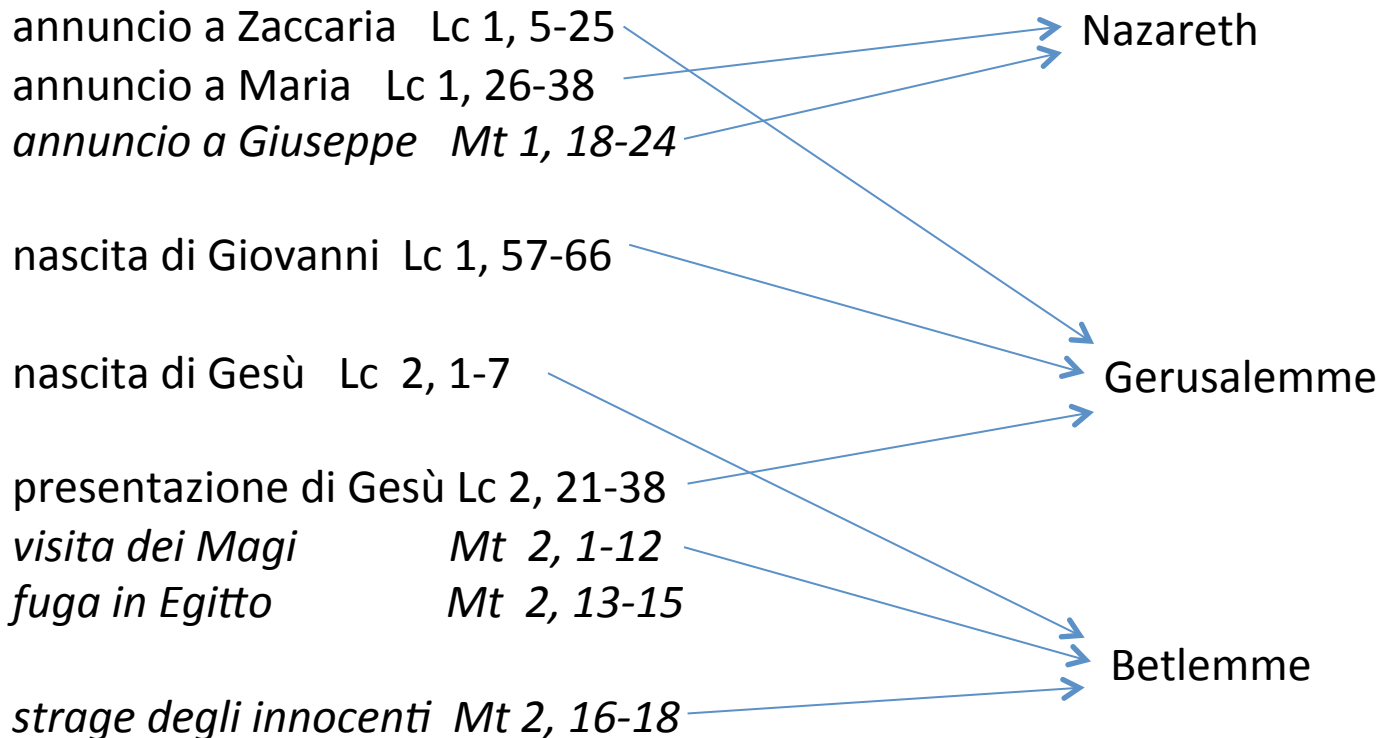 annuncio a Zaccaria Lc 1, 5-25
Nazareth
annuncio a Maria Lc 1, 26-38
annuncio a Giuseppe Mt 1, 18-24
nascita di Giovanni Lc 1, 57-66
nascita di Gesù Lc 2, 1-7
Gerusalemme
presentazione di Gesù Lc 2, 21-38
visita dei Magi Mt 2, 1-12
fuga in Egitto Mt 2, 13-15
Betlemme
strage degli innocenti Mt 2, 16-18